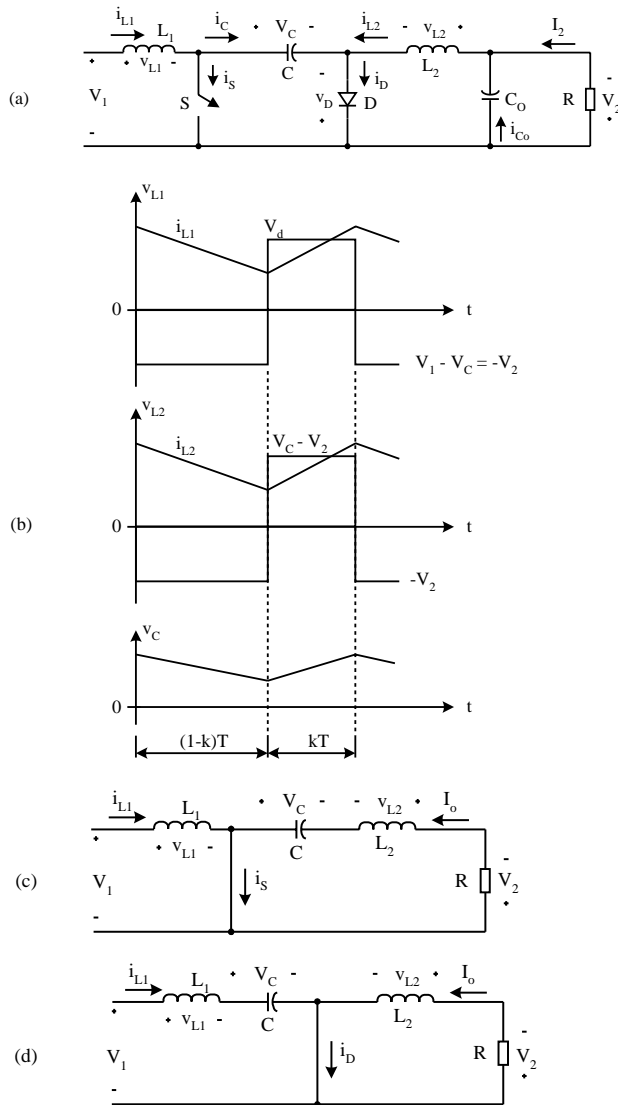 i_L1 L_1 i_C V_C i_L2 v_L2 I_2
+ v_L1 - + - - + 
(a) V_1 S i_S C v_D D i_D L_2 C_O i_Co R V_2
v_L1
i_L1 V_d
0 t
V_1 - V_C = -V_2
v_L2
i_L2 V_C - V_2
(b) 0 t
-V_2
v_C
0 t
(1-k)T kT
i_L1 L_1 + V_C - - v_L2 + I_o
+ v_L1 - C L_2 -
(c) V_1 i_S R V_2
- +
i_L1 L_1 + V_C - - v_L2 + I_o
+ v_L1 - C L_2 -
(d) V_1 i_D R V_2
- +